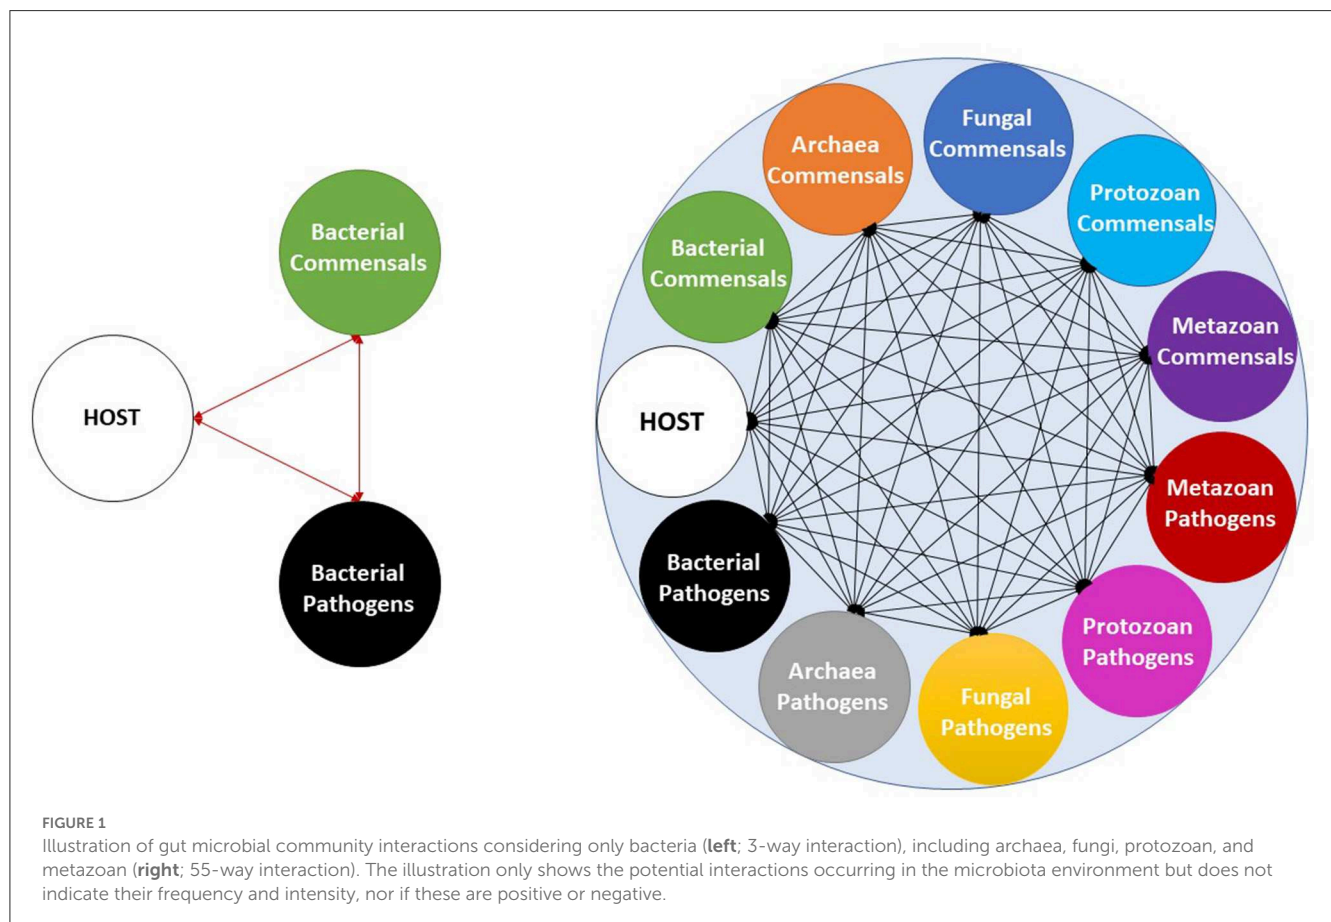 HOST
Bacterial
Commensals
Bacterial
Pathogens
Archaea
Commensals
Fungal
Commensals
Protozoan
Commensals
Bacterial
Commensals
Metazoan
Commensals
HOST
Metazoan
Pathogens
Bacterial
Pathogens
Protozoan
Pathogens
Archaea
Pathogens
Fungal
Pathogens
FIGURE 1
Illustration of gut microbial community interactions considering only bacteria (left; 3-way interaction), including archaea, fungi, protozoan, and
metazoan (right; 55-way interaction). The illustration only shows the potential interactions occurring in the microbiota environment but does not
indicate their frequency and intensity, nor if these are positive or negative.